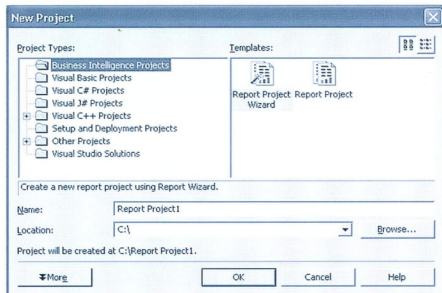 New Project
Project Types:
Templates:
Business Intelligence Projects
Visual Basic Projects
Visual C# Projects
Visual J# Projects
Visual C++ Projects
Setup and Deployment Projects
Other Projects
Visual Studio Solutions
Report Project
Wizard
Report Project
Create a new report project using Report Wizard.
Name:
Report Project1
Location:
C:\
Browse...
Project will be created at C:\Report Project1.
More
OK
Cancel
Help